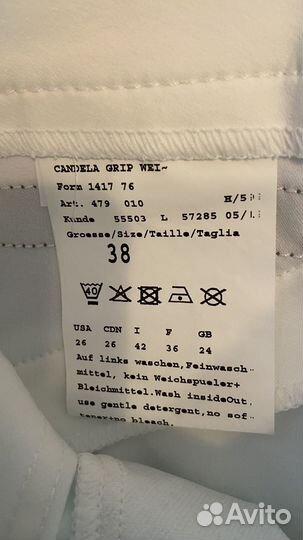 CANDELA GRIP WEI~
Form 1417 76
Art. 479 010
Kunde 55503 L 57285 05/
Groesse/Size/Taille/Taglia
38
40
USA CDN I F GB
26 26 42 36 24
Auf links waschen,Feinwasch
mittel, kein Weichspueler+
Bleichmittel.Wash insideOut,
use gentle detergent,no sof
bleach.
Avito